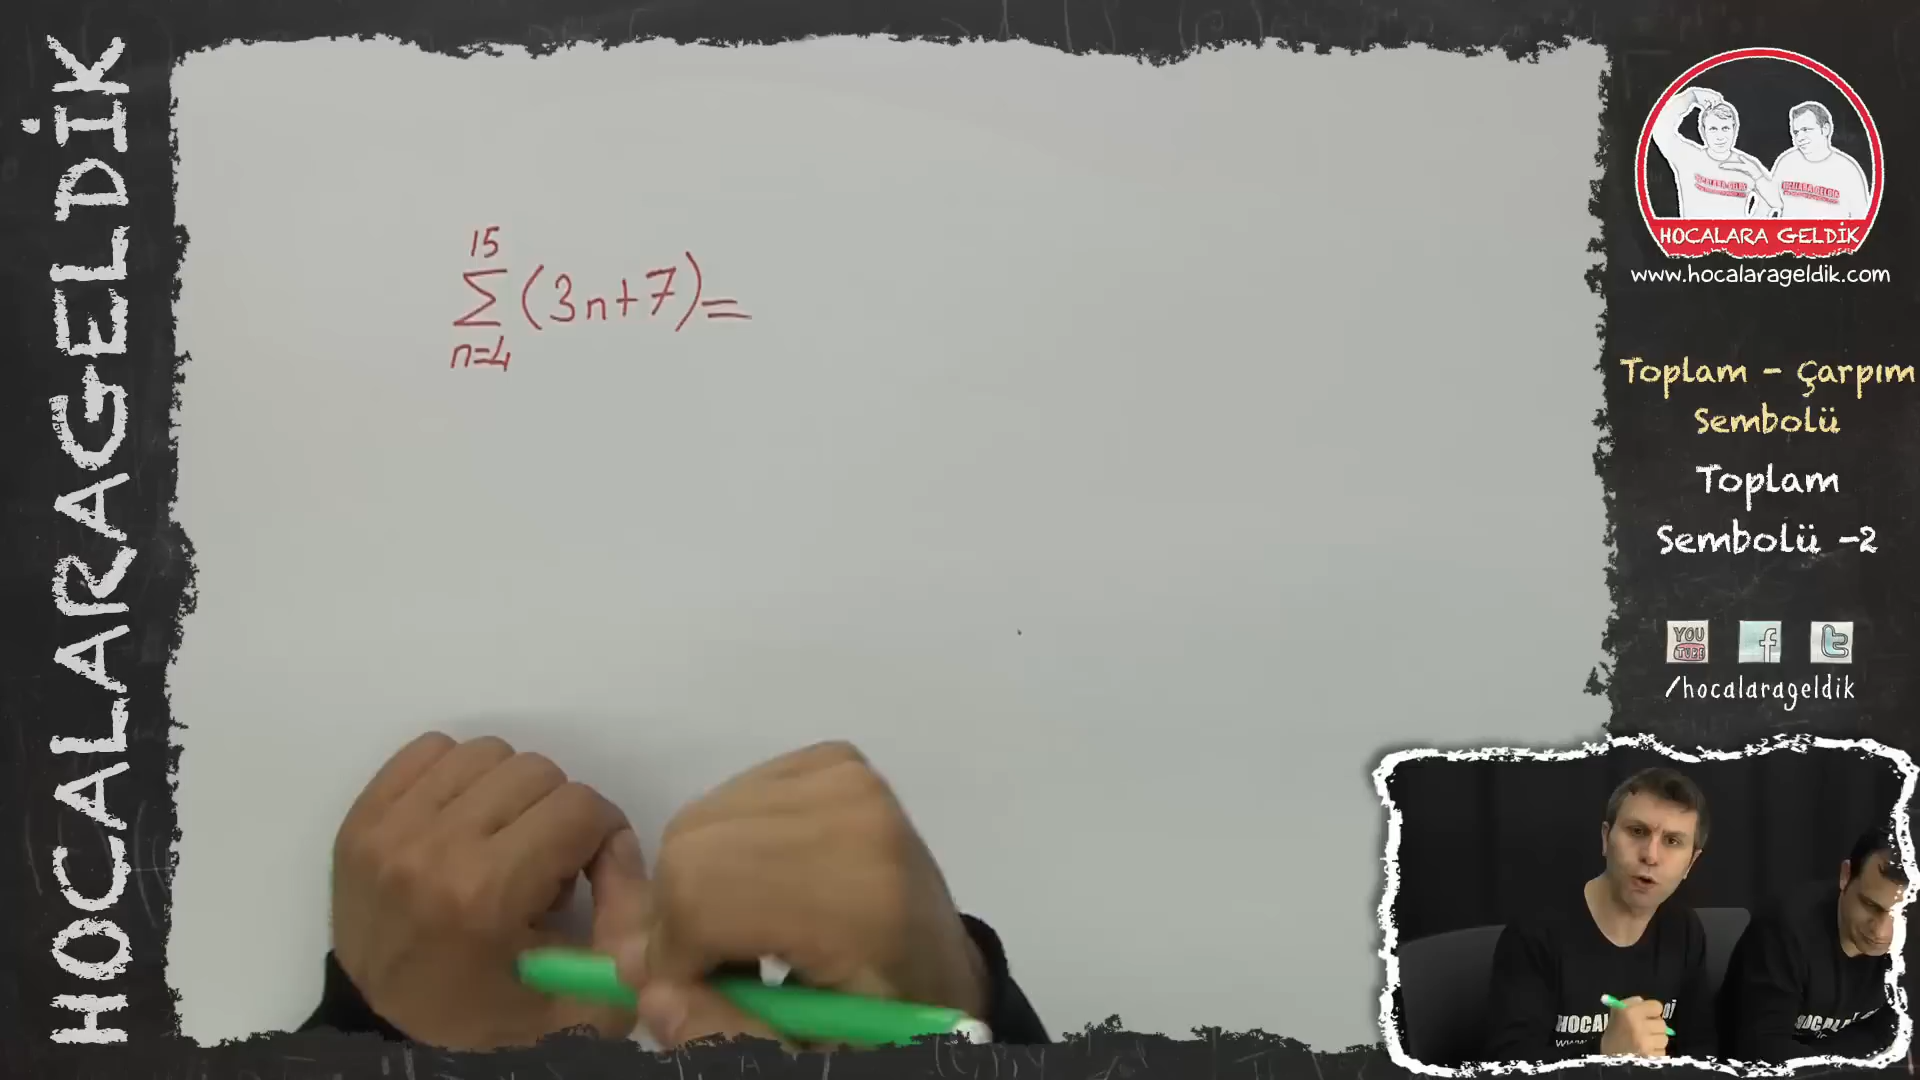 HOCALARAGELDİK
15
∑ (3n+7)=
n=4
HOCALARA GELDİK
www.hocalarageldik.com
Toplam - Çarpım
Sembolü
Toplam
Sembolü -2
YOU
TUBE
f
t
/hocalarageldik
HOCALA